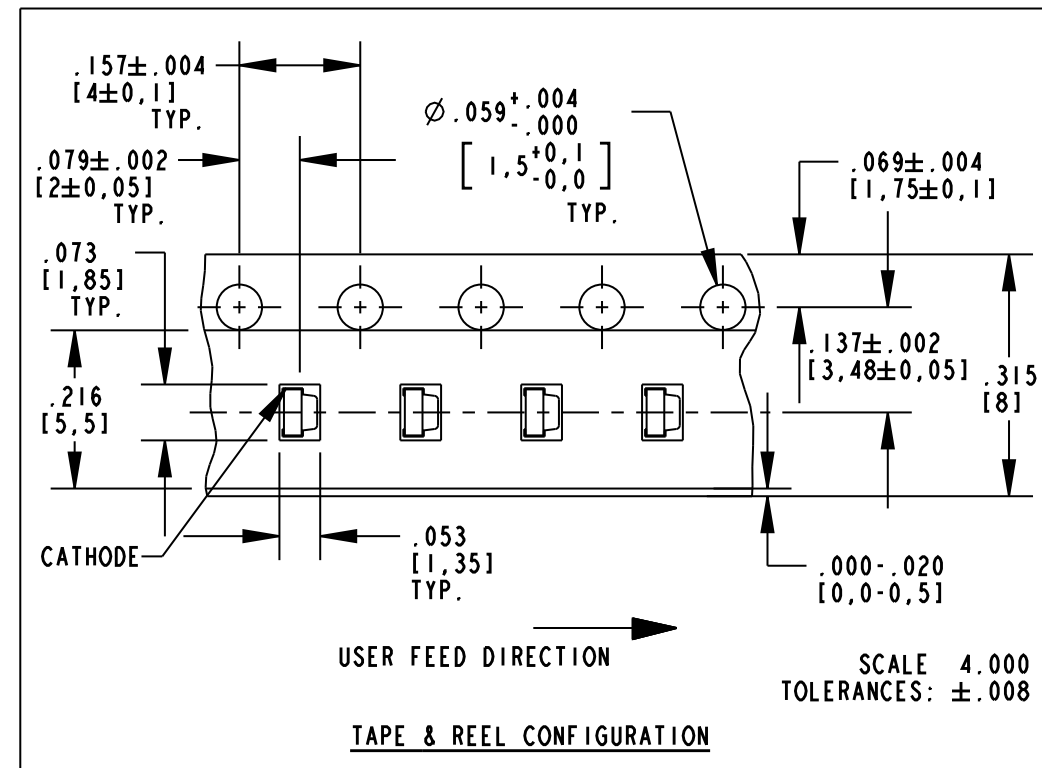 .157±.004
[4±0,1]
TYP.
.079±.002
[2±0,05]
TYP.
.073
[1,85]
TYP.
.216
[5,5]
CATHODE
Ø.059 +.004
-.000
[1,5 +0,1
-0,0]
TYP.
.069±.004
[1,75±0,1]
.137±.002
[3,48±0,05]
.315
[8]
.053
[1,35]
TYP.
.000-.020
[0,0-0,5]
USER FEED DIRECTION
SCALE 4.000
TOLERANCES: ±.008
TAPE & REEL CONFIGURATION